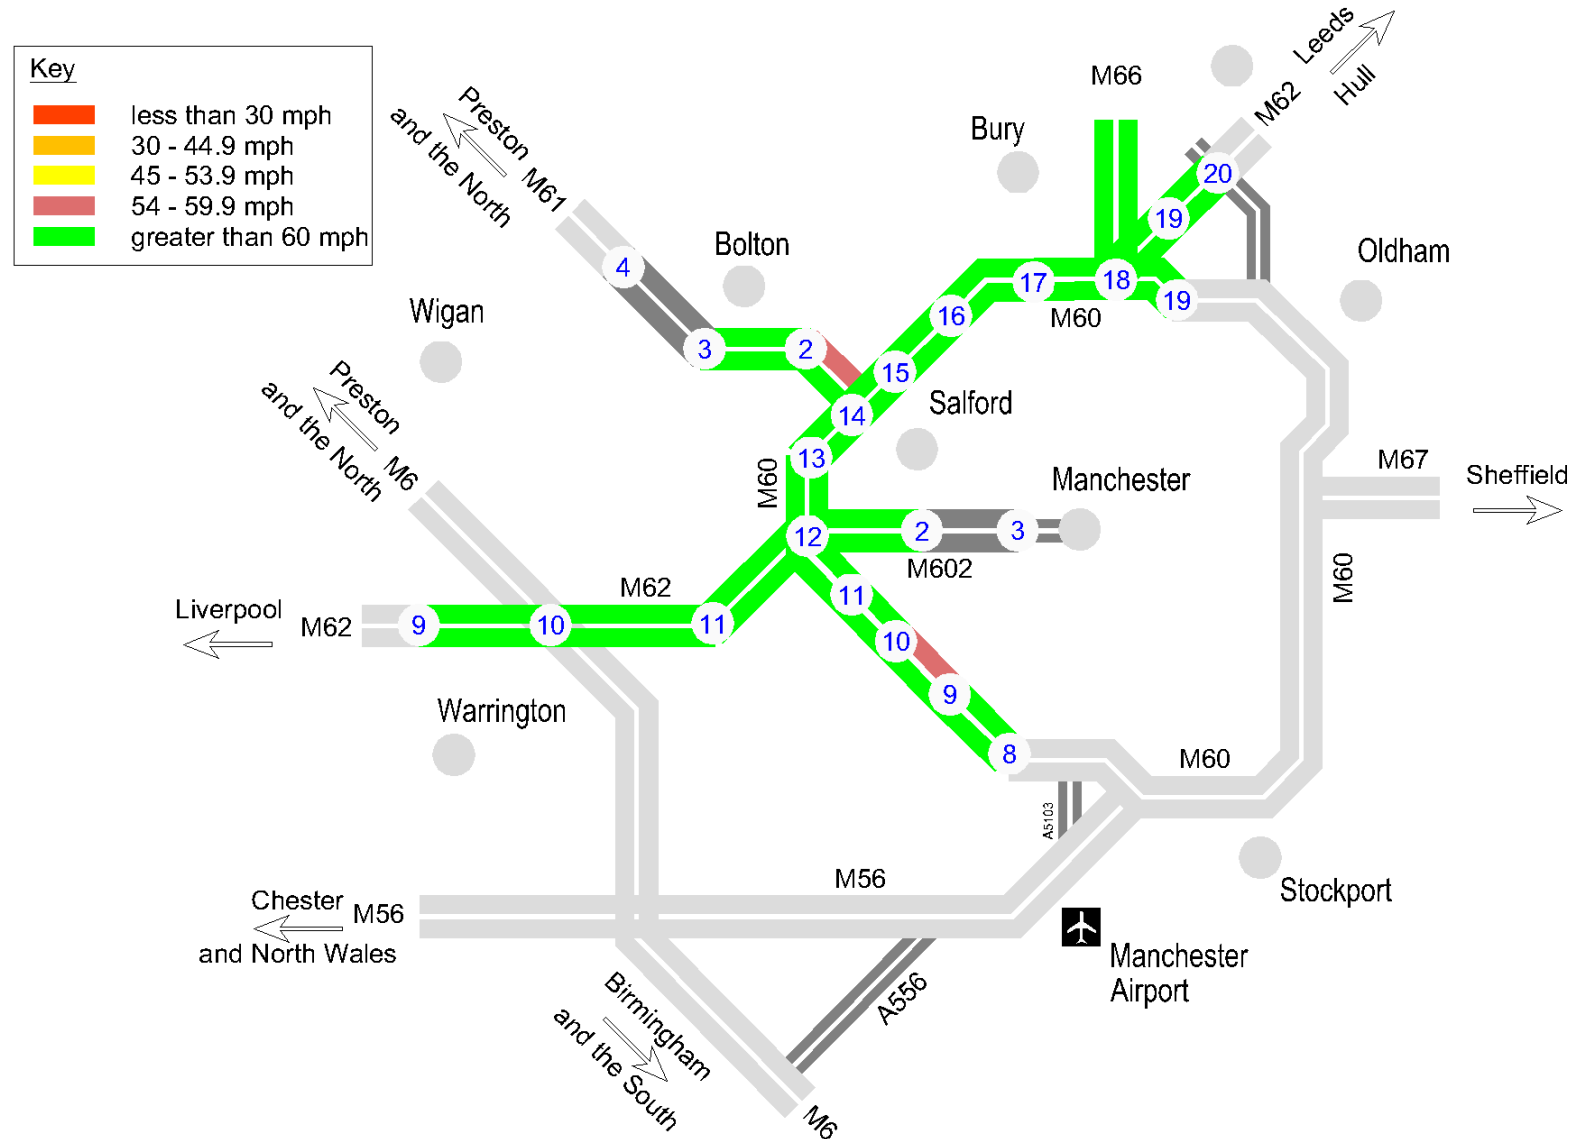 Key
less than 30 mph
30 - 44.9 mph
45 - 53.9 mph
54 - 59.9 mph
greater than 60 mph
Leeds
Hull
M62
M66
Bury
20
19
Preston
and the North
M61
4
Bolton
Oldham
18
17
19
16
M60
Wigan
3
2
15
Salford
14
Preston
and the North
M6
13
M60
Manchester
M67
Sheffield
12
2
3
M602
M60
Liverpool
M62
M62
9
10
11
11
10
9
8
Warrington
M60
A5103
Stockport
M56
Chester
M56
and North Wales
Manchester
Airport
Birmingham
and the South
A556
M6